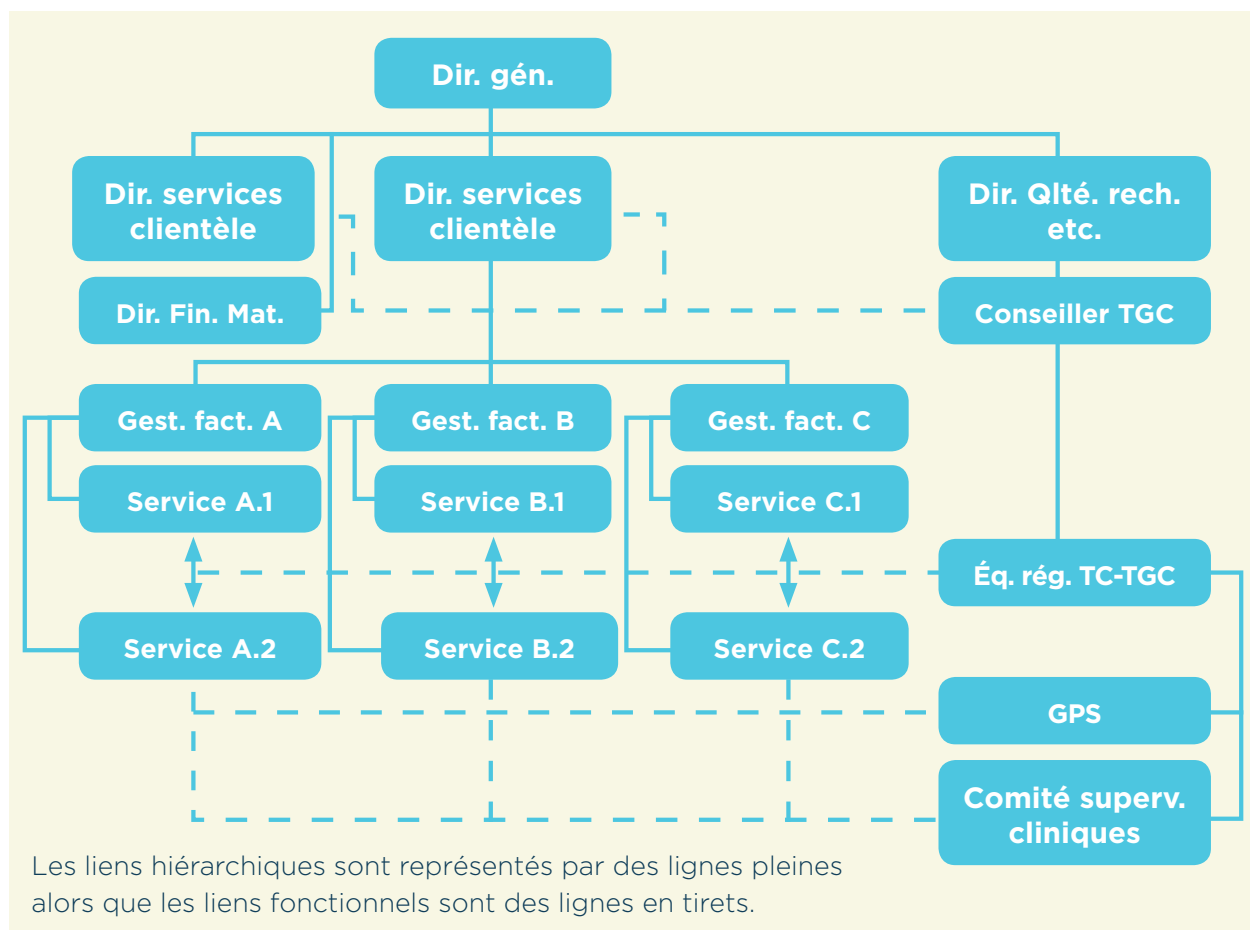 Dir. gén.
Dir. services
clientèle
Dir. services
clientèle
Dir. Qlté. rech.
etc.
Dir. Fin. Mat.
Conseiller TGC
Gest. fact. A
Gest. fact. B
Gest. fact. C
Service A.1
Service B.1
Service C.1
Éq. rég. TC-TGC
Service A.2
Service B.2
Service C.2
GPS
Comité superv.
cliniques
Les liens hiérarchiques sont représentés par des lignes pleines
alors que les liens fonctionnels sont des lignes en tirets.